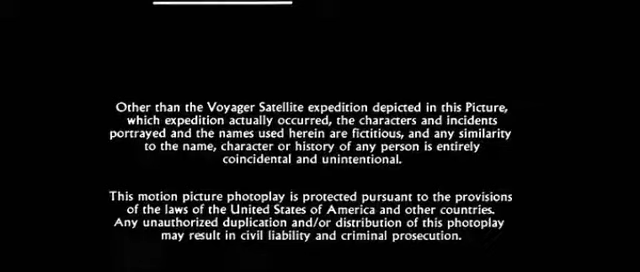 Other than the Voyager Satellite expedition depicted in this Picture,
which expedition actually occurred, the characters and incidents
portrayed and the names used herein are fictitious, and any similarity
to the name, character or history of any person is entirely
coincidental and unintentional.
This motion picture photoplay is protected pursuant to the provisions
of the laws of the United States of America and other countries.
Any unauthorized duplication and/or distribution of this photoplay
may result in civil liability and criminal prosecution.